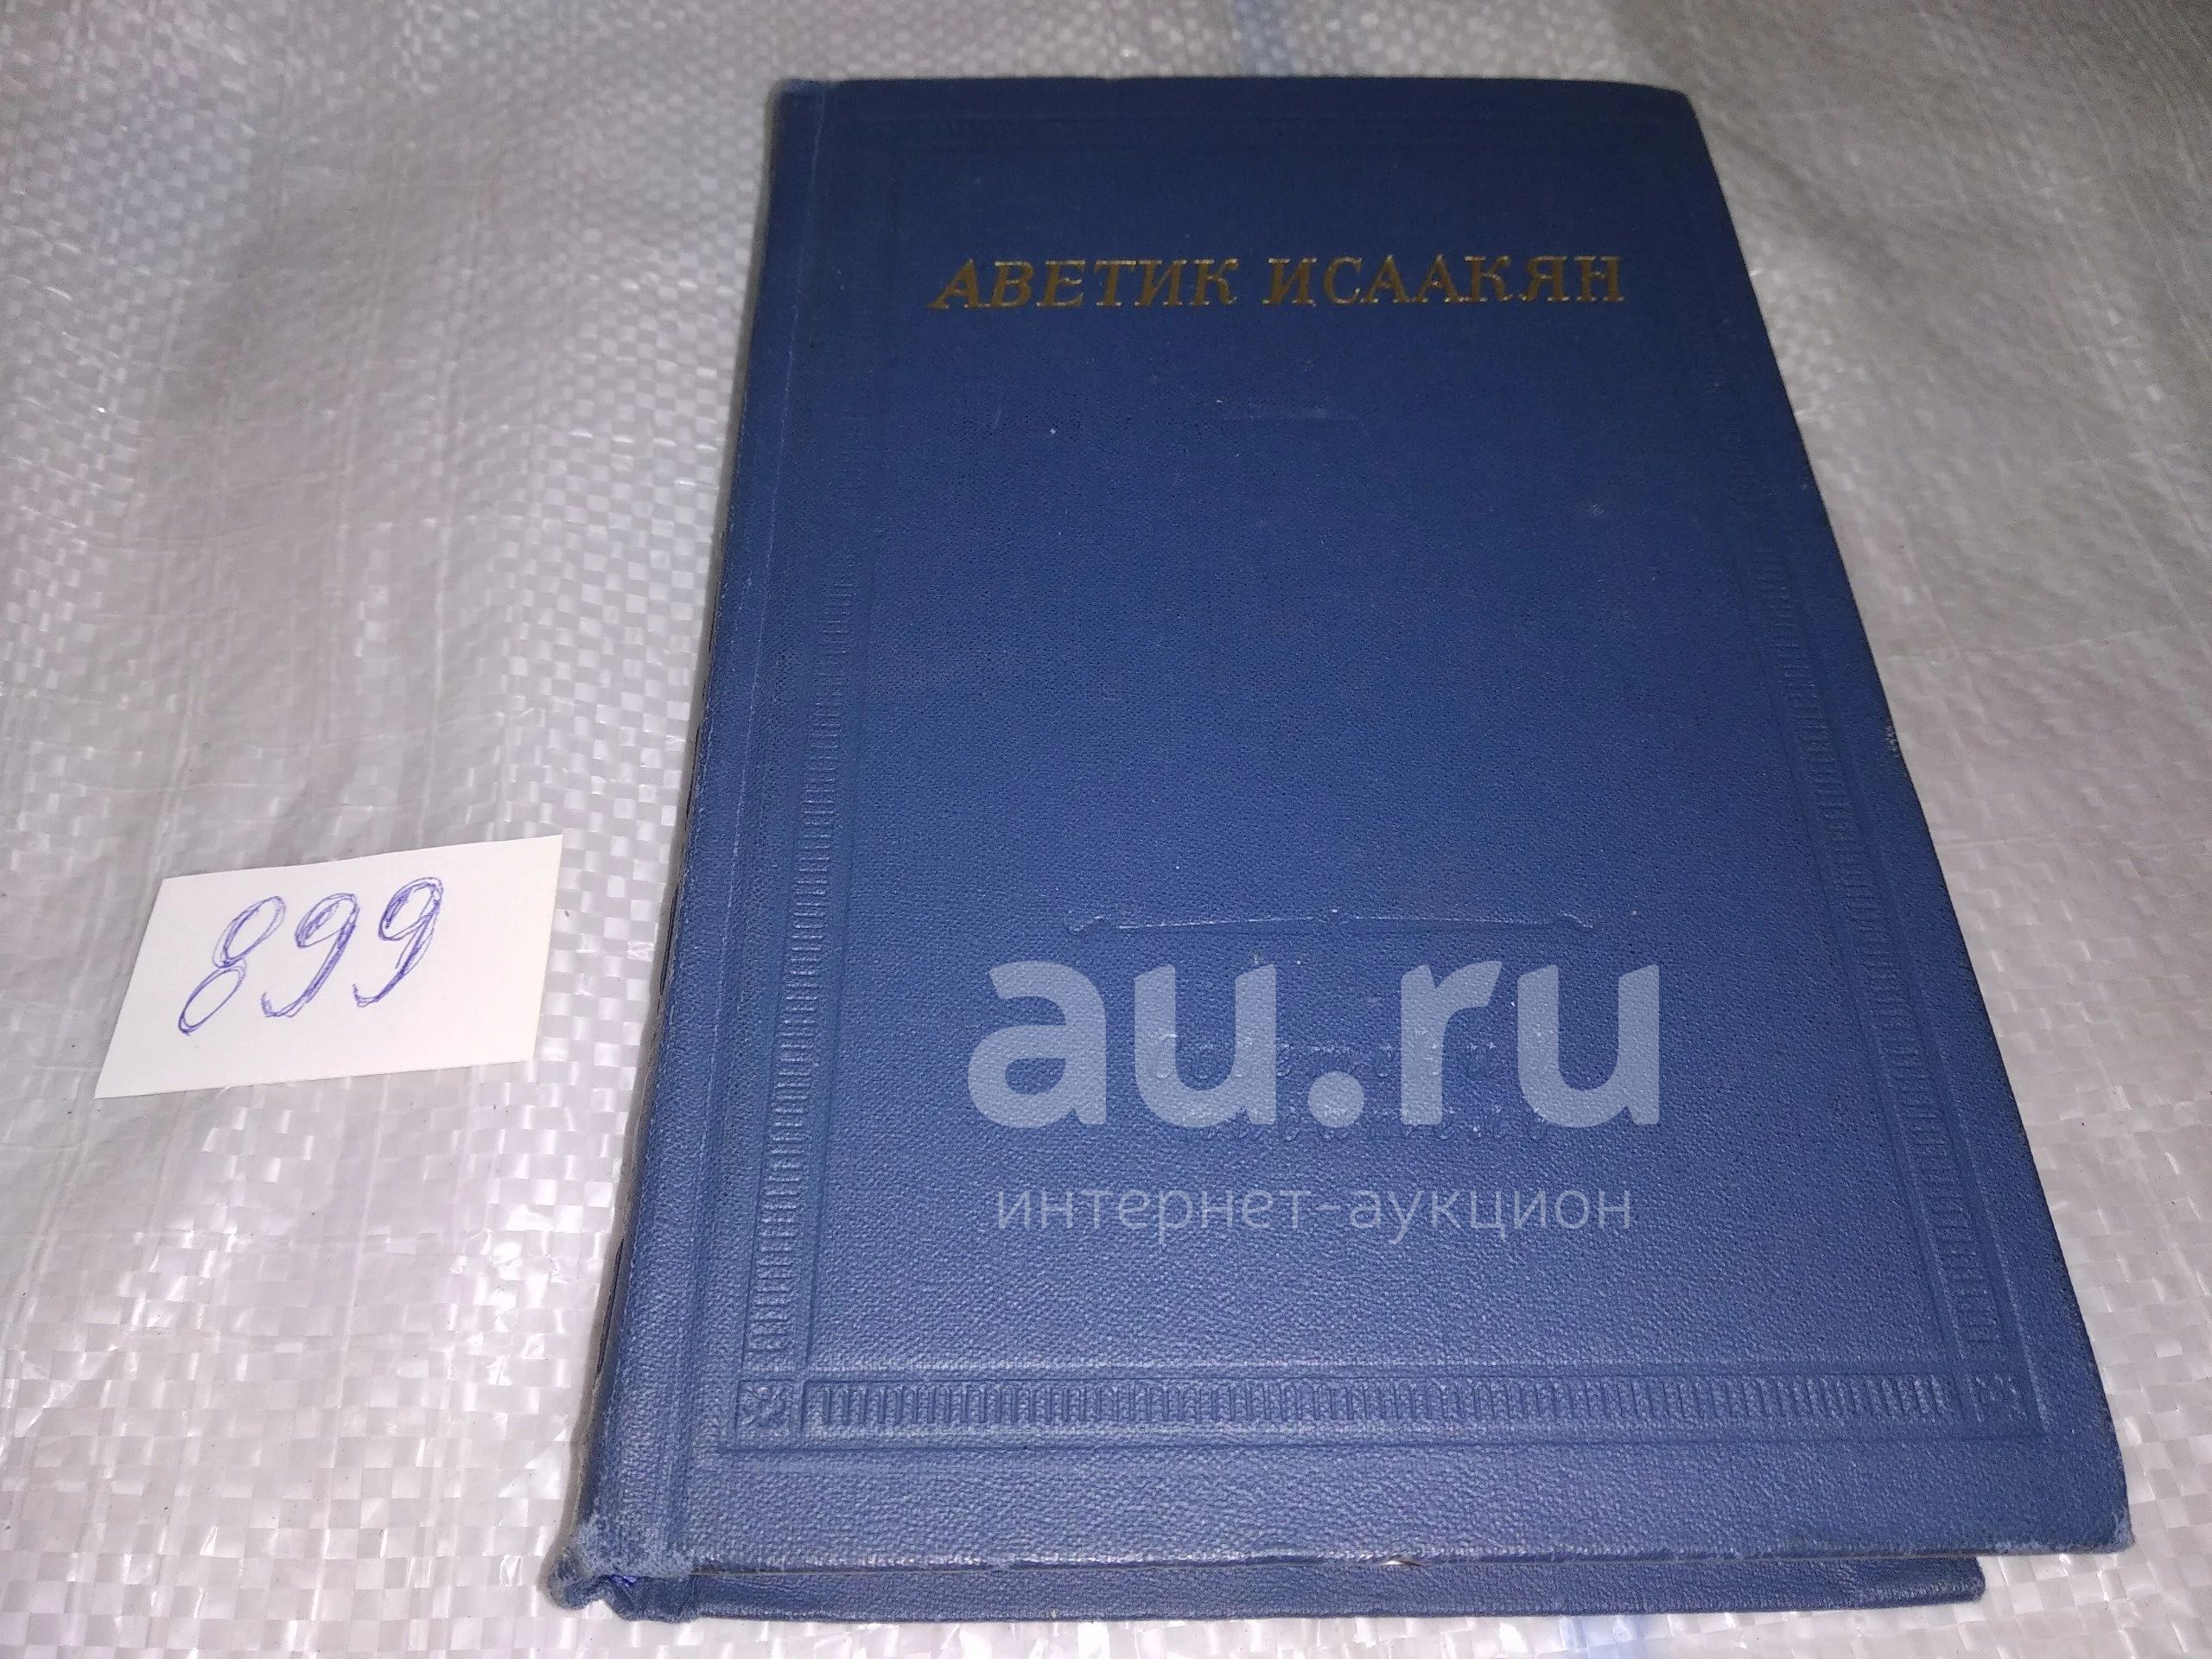 АВЕТИК ИСААКЯН
899
au.ru
интернет-аукцион